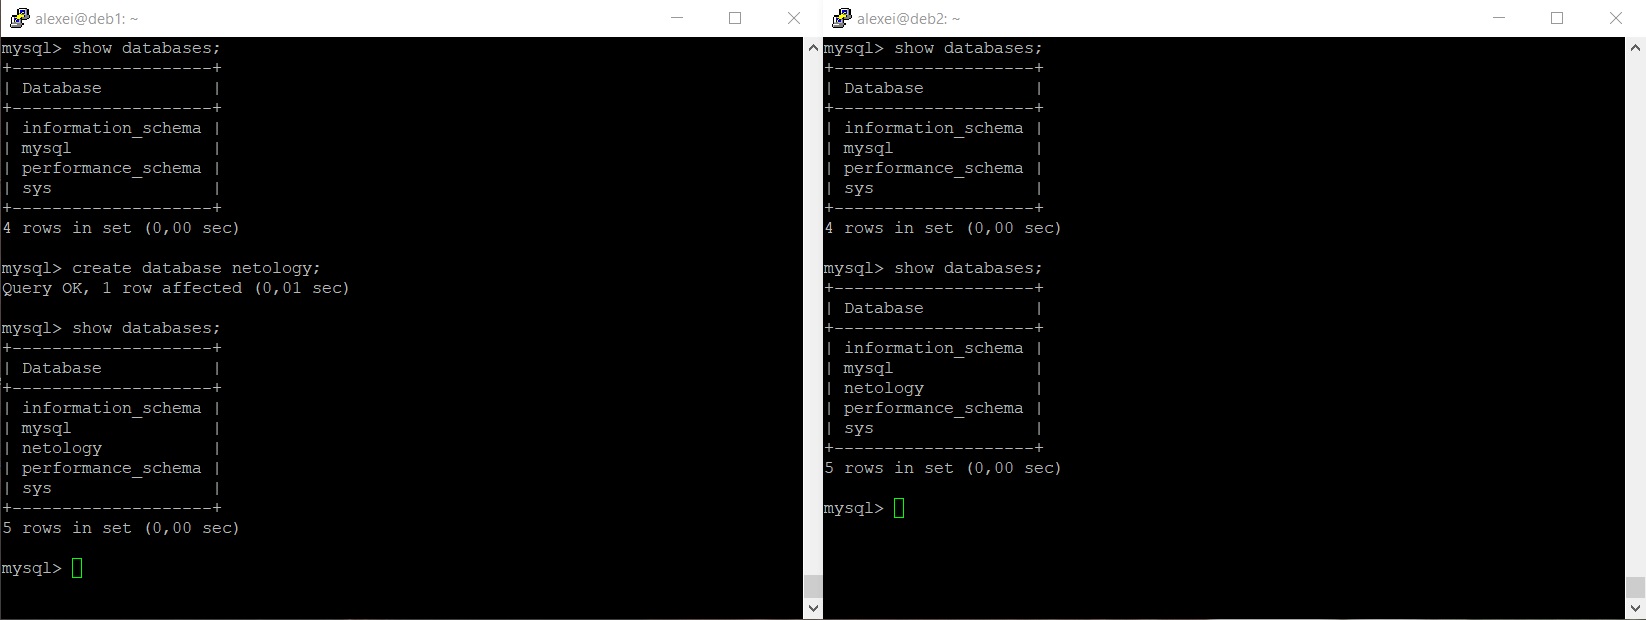 alexei@deb1: ~
mysql> show databases;
+--------------------+
| Database           |
+--------------------+
| information_schema |
| mysql              |
| performance_schema |
| sys                |
+--------------------+
4 rows in set (0,00 sec)
mysql> create database netology;
Query OK, 1 row affected (0,01 sec)
mysql> show databases;
+--------------------+
| Database           |
+--------------------+
| information_schema |
| mysql              |
| netology           |
| performance_schema |
| sys                |
+--------------------+
5 rows in set (0,00 sec)
mysql>
alexei@deb2: ~
mysql> show databases;
+--------------------+
| Database           |
+--------------------+
| information_schema |
| mysql              |
| performance_schema |
| sys                |
+--------------------+
4 rows in set (0,00 sec)
mysql> show databases;
+--------------------+
| Database           |
+--------------------+
| information_schema |
| mysql              |
| netology           |
| performance_schema |
| sys                |
+--------------------+
5 rows in set (0,00 sec)
mysql>